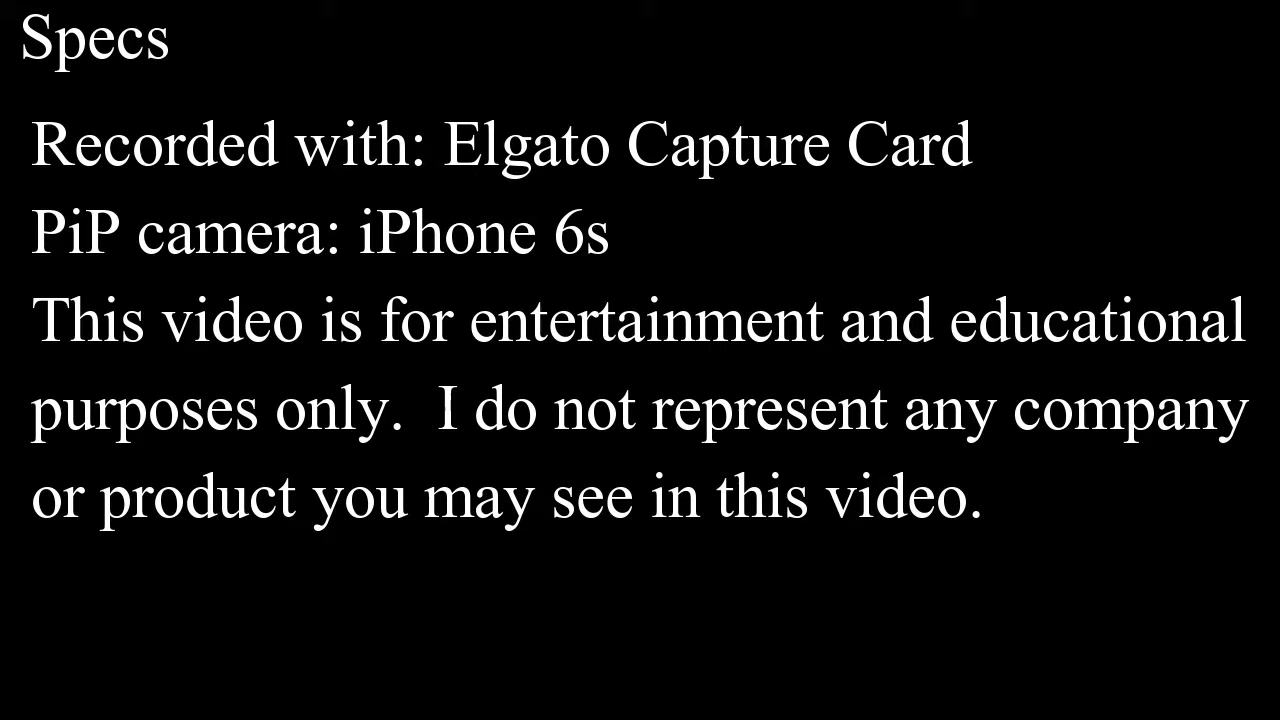 Specs
Recorded with: Elgato Capture Card
PiP camera: iPhone 6s
This video is for entertainment and educational
purposes only.  I do not represent any company
or product you may see in this video.